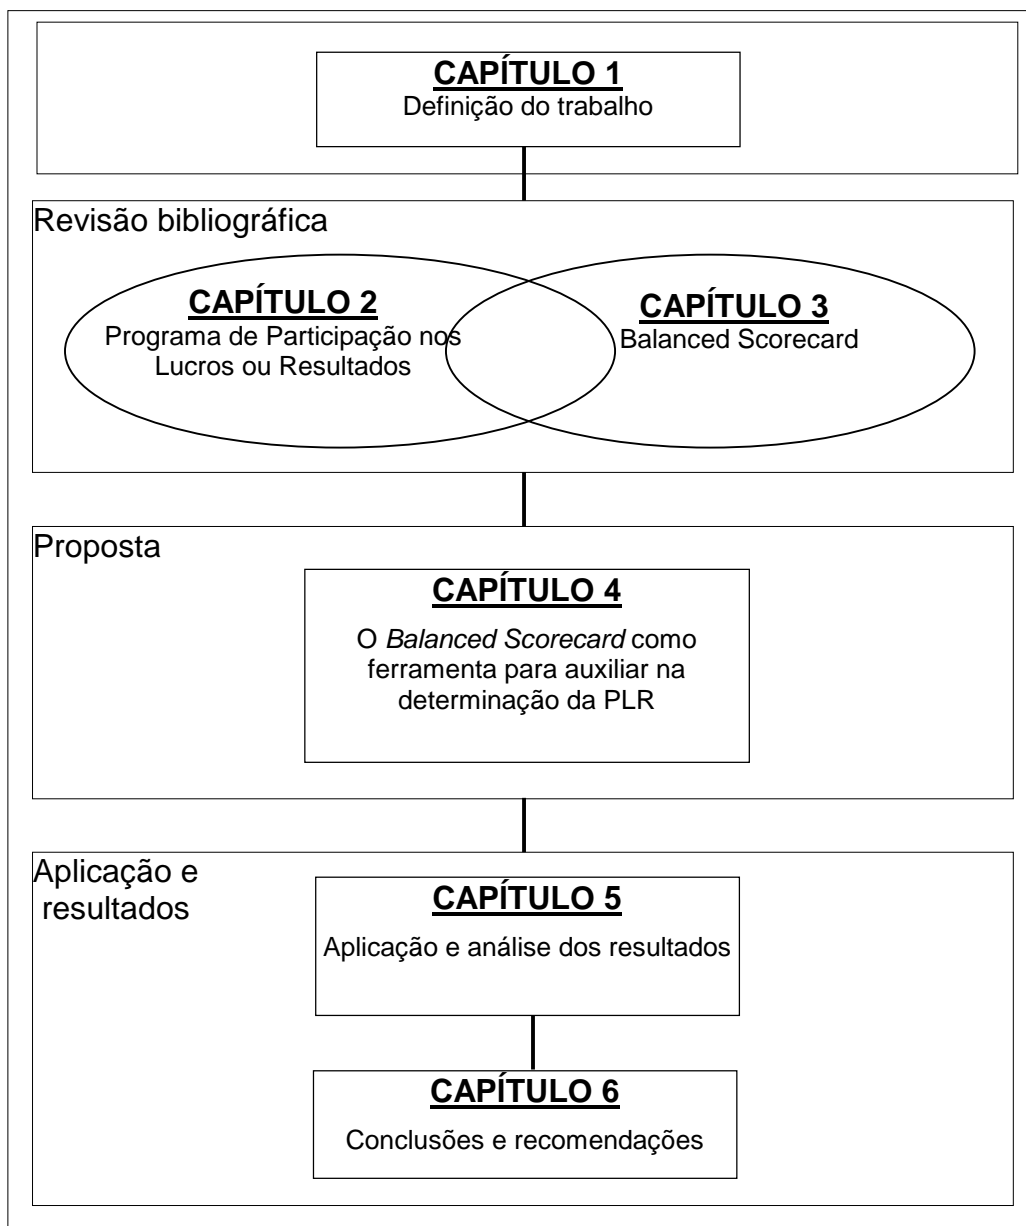 CAPÍTULO 1
Definição do trabalho
Revisão bibliográfica
CAPÍTULO 2
Programa de Participação nos
Lucros ou Resultados
CAPÍTULO 3
Balanced Scorecard
Proposta
CAPÍTULO 4
O Balanced Scorecard como
ferramenta para auxiliar na
determinação da PLR
Aplicação e
resultados
CAPÍTULO 5
Aplicação e análise dos resultados
CAPÍTULO 6
Conclusões e recomendações